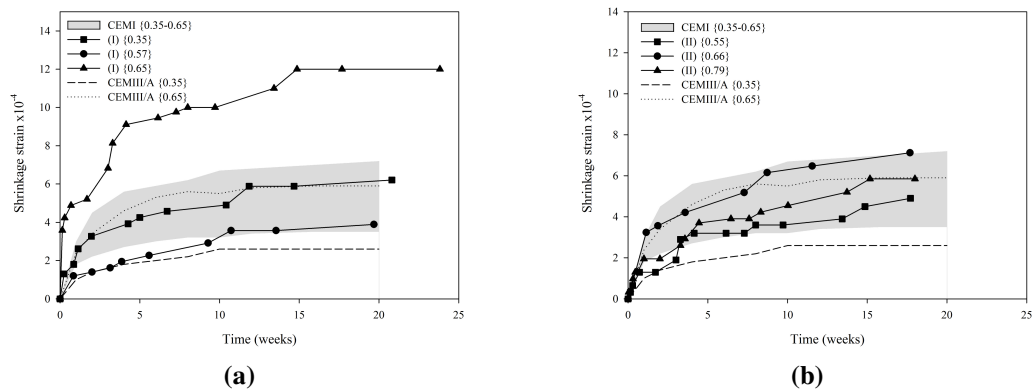 CEMI {0.35-0.65}
(I) {0.35}
(I) {0.57}
(I) {0.65}
CEMIII/A {0.35}
CEMIII/A {0.65}
14
12
10
8
6
4
2
0
Shrinkage strain x10-4
0 5 10 15 20 25
Time (weeks)
(a)
CEMI {0.35-0.65}
(II) {0.55}
(II) {0.66}
(II) {0.79}
CEMIII/A {0.35}
CEMIII/A {0.65}
14
12
10
8
6
4
2
0
Shrinkage strain x10-4
0 5 10 15 20 25
Time (weeks)
(b)